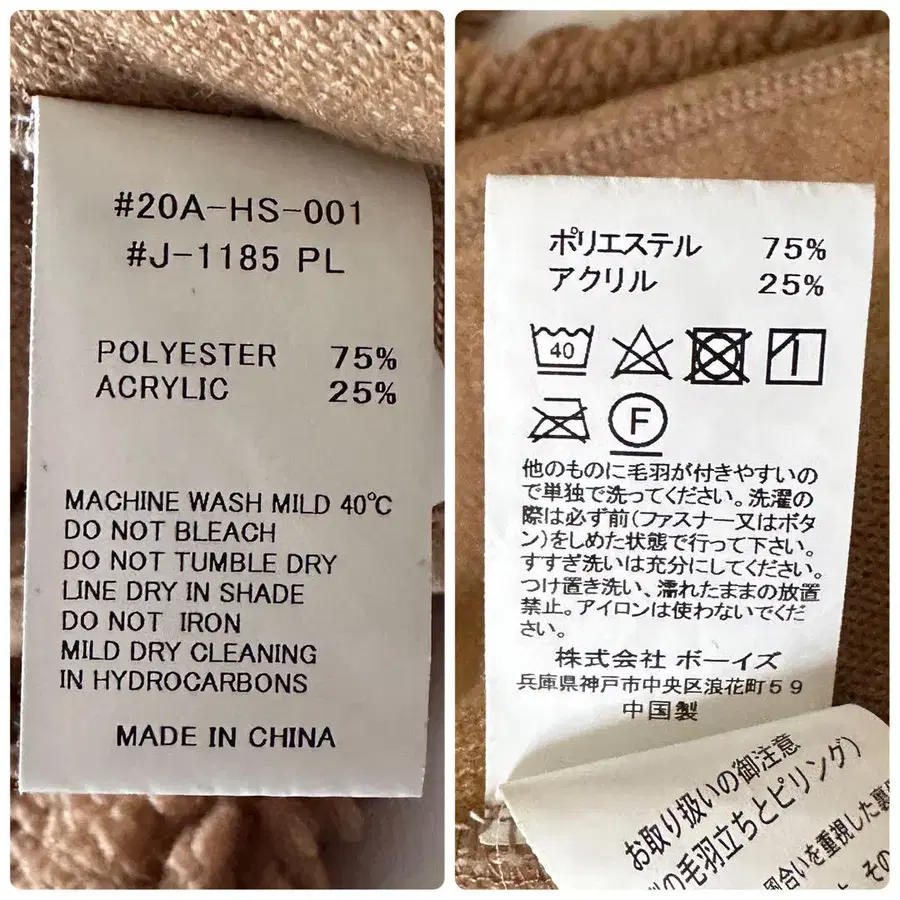 #20A-HS-001
#J-1185 PL
POLYESTER 75%
ACRYLIC 25%
MACHINE WASH MILD 40℃
DO NOT BLEACH
DO NOT TUMBLE DRY
LINE DRY IN SHADE
DO NOT IRON
MILD DRY CLEANING
IN HYDROCARBONS
MADE IN CHINA
ポリエステル 75%
アクリル 25%
40
F
他のものに毛羽が付きやすいの
で単独で洗ってください。洗濯の
際は必ず前(ファスナー又はボタ
ン)をしめた状態で行って下さい。
すすぎ洗いは充分にしてください。
つけ置き洗い、濡れたままの放置
禁止。アイロンは使わないでくだ
さい。
株式会社 ボーイズ
兵庫県神戸市中央区浪花町59
中国製
お取り扱いの御注意
の毛羽立ちとピリング)
合いを重視した裏